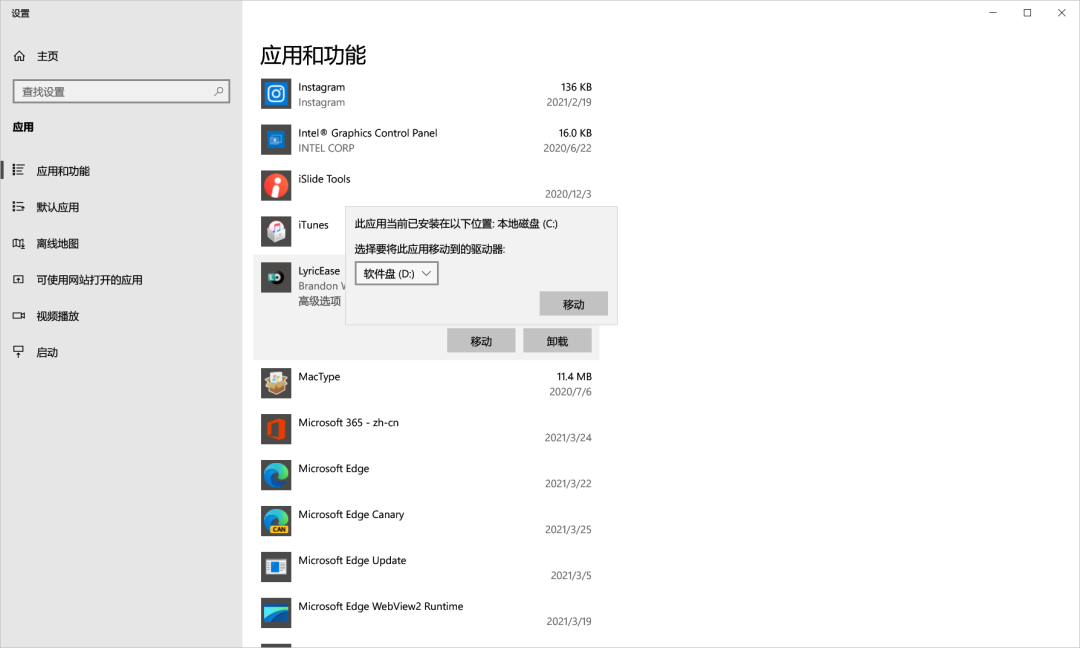 设置
主页
查找设置
应用
应用和功能
默认应用
离线地图
可使用网站打开的应用
视频播放
启动
应用和功能
Instagram 136 KB
Instagram 2021/2/19
Intel® Graphics Control Panel 16.0 KB
INTEL CORP 2020/6/22
iSlide Tools
2020/12/3
iTunes
此应用当前已安装在以下位置: 本地磁盘 (C:)
选择要将此应用移动到的驱动器:
软件盘 (D:)
移动
LyricEase
Brandon
高级选项
移动 卸载
MacType 11.4 MB
2020/7/6
Microsoft 365 - zh-cn
2021/3/24
Microsoft Edge
2021/3/22
Microsoft Edge Canary
CAN
2021/3/25
Microsoft Edge Update
2021/3/5
Microsoft Edge WebView2 Runtime
2021/3/19